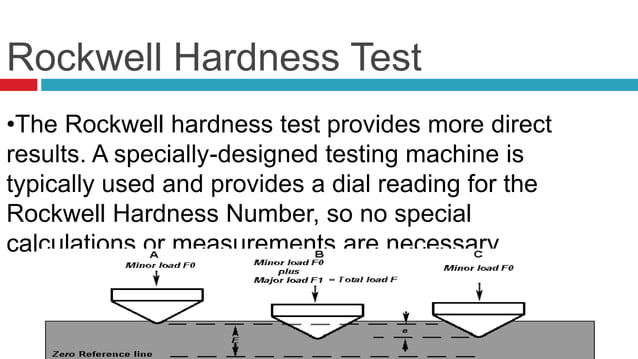 Rockwell Hardness Test
•The Rockwell hardness test provides more direct
results. A specially-designed testing machine is
typically used and provides a dial reading for the
Rockwell Hardness Number, so no special
calculations or measurements are necessary
A
Minor load F0
B
Minor load F0
plus
Major load F1 = Total load F
C
Minor load F0
E
e
Zero Reference line